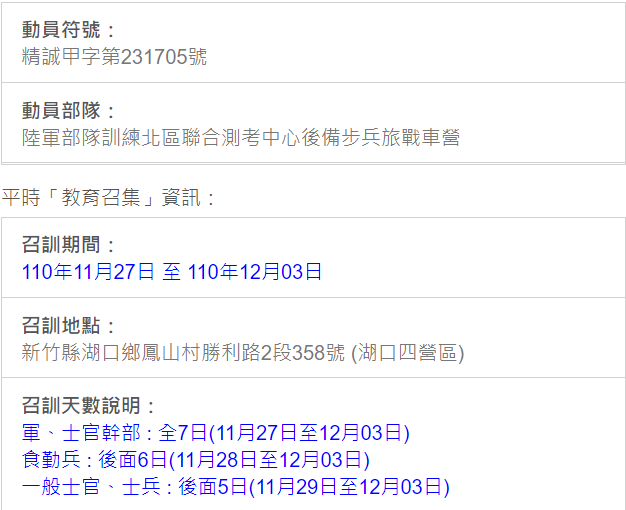 動員符號：
精誠甲字第231705號
動員部隊：
陸軍部隊訓練北區聯合測考中心後備步兵旅戰車營
平時「教育召集」資訊：
召訓期間：
110年11月27日 至 110年12月03日
召訓地點：
新竹縣湖口鄉鳳山村勝利路2段358號 (湖口四營區)
召訓天數說明：
軍、士官幹部 : 全7日(11月27日至12月03日)
食勤兵 : 後面6日(11月28日至12月03日)
一般士官、士兵 : 後面5日(11月29日至12月03日)